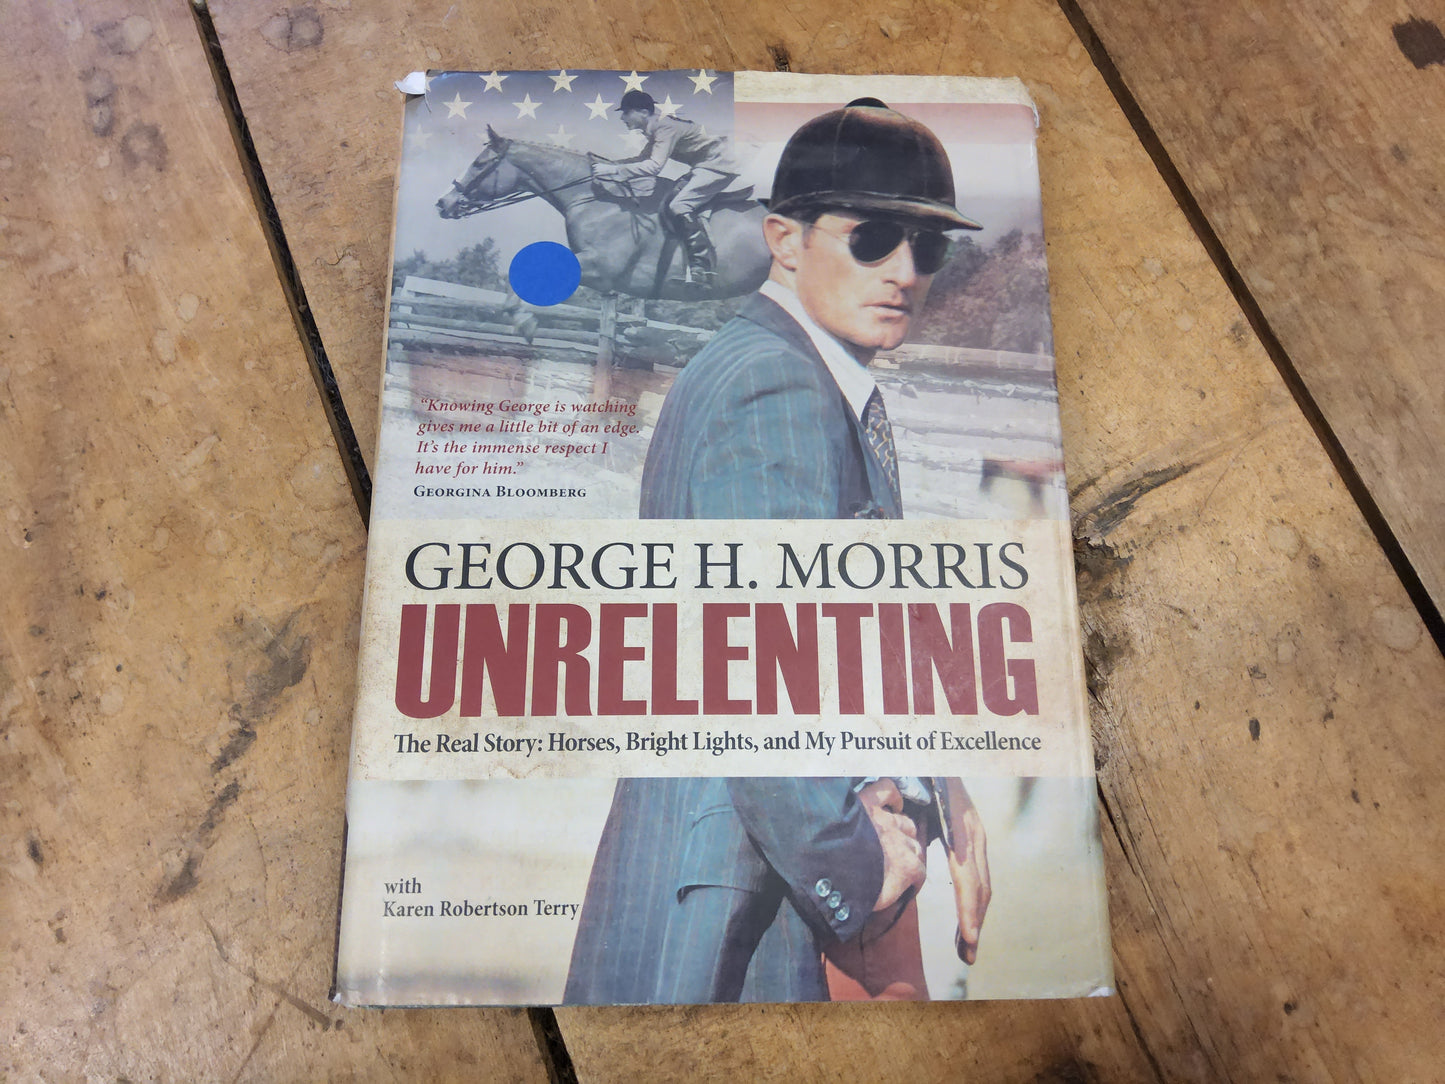 “Knowing George is watching
gives me a little bit of an edge.
It’s the immense respect I
have for him.”
Georgina Bloomberg
GEORGE H. MORRIS
UNRELENTING
The Real Story: Horses, Bright Lights, and My Pursuit of Excellence
with
Karen Robertson Terry